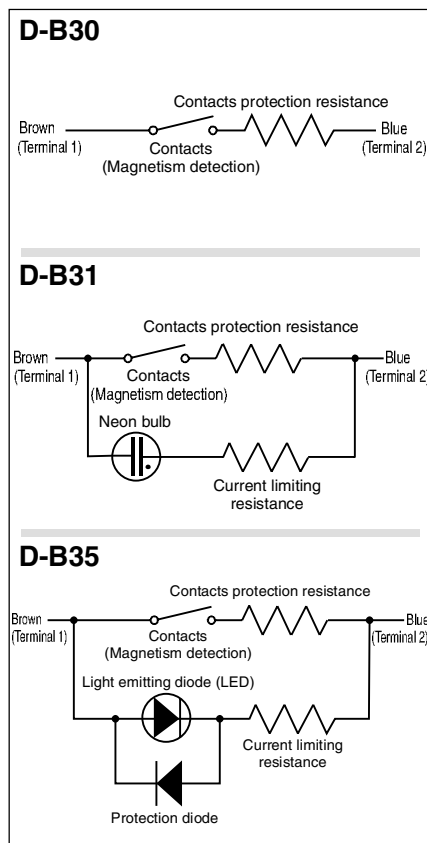 D-B30
Contacts protection resistance
Brown
(Terminal 1)
Blue
(Terminal 2)
Contacts
(Magnetism detection)
D-B31
Contacts protection resistance
Brown
(Terminal 1)
Blue
(Terminal 2)
Contacts
(Magnetism detection)
Neon bulb
Current limiting
resistance
D-B35
Contacts protection resistance
Brown
(Terminal 1)
Blue
(Terminal 2)
Contacts
(Magnetism detection)
Light emitting diode (LED)
Current limiting
resistance
Protection diode